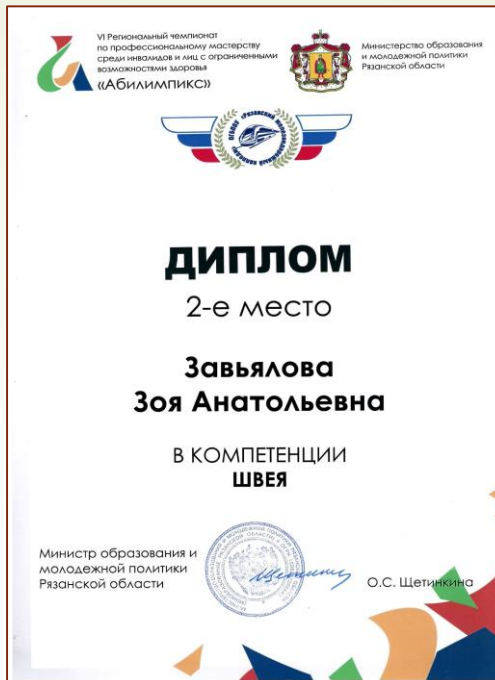 VI Региональный чемпионат
по профессиональному мастерству
среди инвалидов и лиц с ограниченными
возможностями здоровья
«Абилимпикс»
Министерство образования
и молодежной политики
Рязанской области
ДИПЛОМ
2-е место
Завьялова
Зоя Анатольевна
В КОМПЕТЕНЦИИ
ШВЕЯ
Министр образования и
молодежной политики
Рязанской области
О.С. Щетинкина